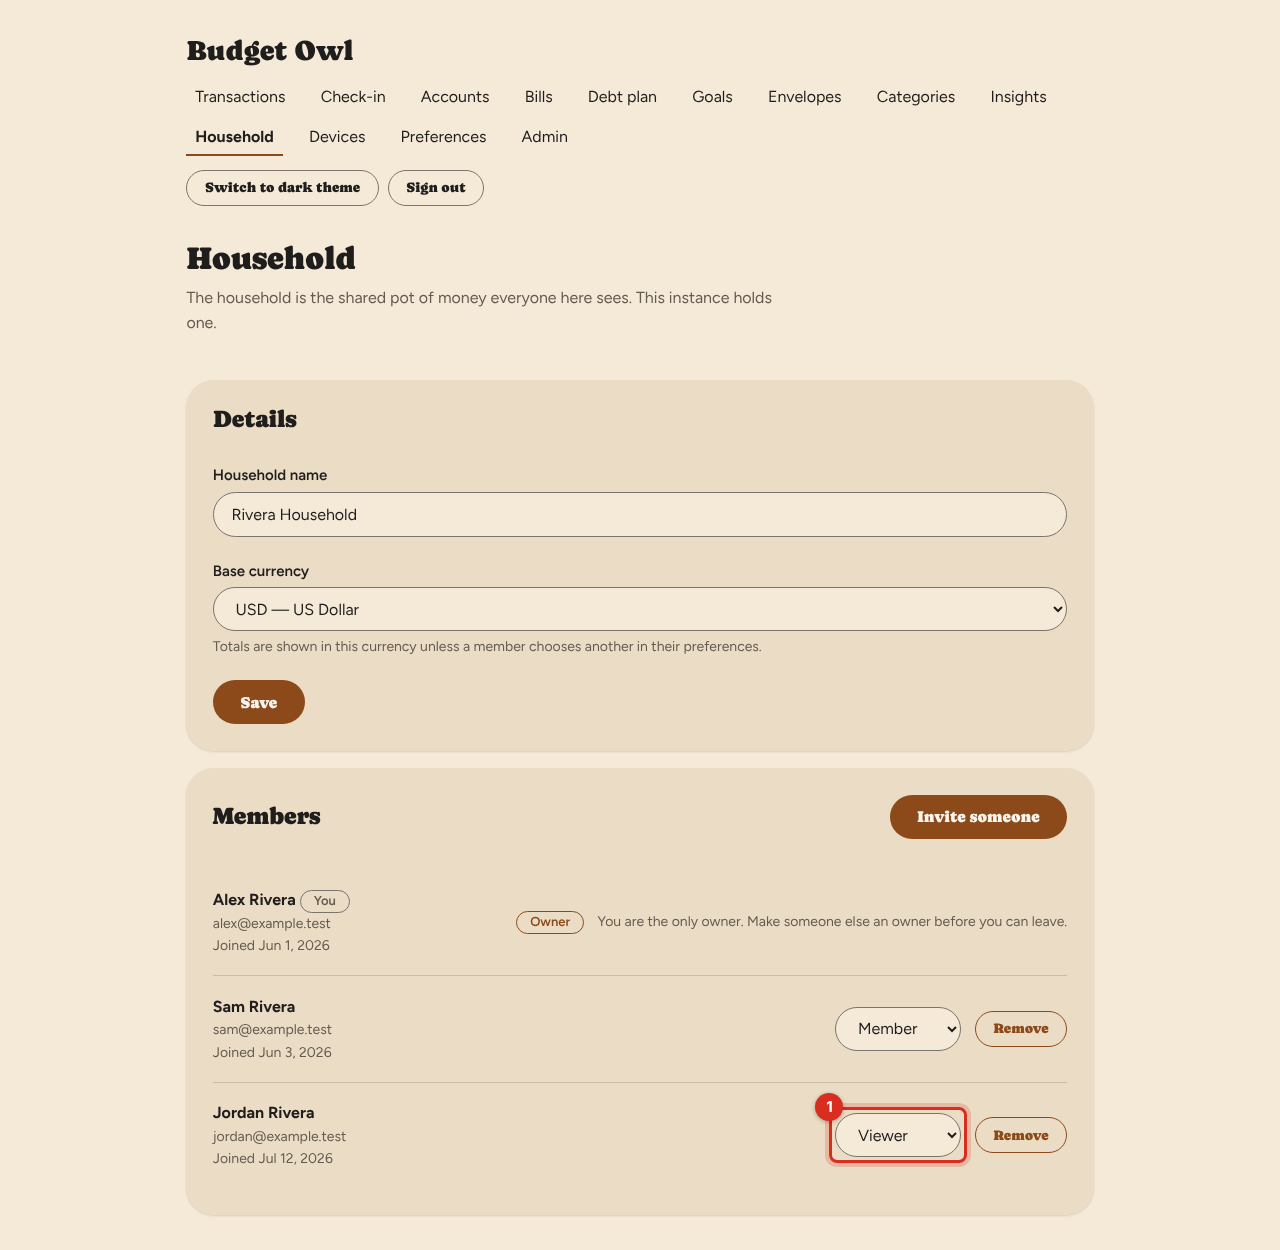 Budget Owl
Transactions Check-in Accounts Bills Debt plan Goals Envelopes Categories Insights
Household Devices Preferences Admin
Switch to dark theme Sign out
Household
The household is the shared pot of money everyone here sees. This instance holds
one.
Details
Household name
Rivera Household
Base currency
USD — US Dollar
Totals are shown in this currency unless a member chooses another in their preferences.
Save
Members Invite someone
Alex Rivera You
alex@example.test
Joined Jun 1, 2026
Owner You are the only owner. Make someone else an owner before you can leave.
Sam Rivera
sam@example.test
Joined Jun 3, 2026
Member Remove
Jordan Rivera
jordan@example.test
Joined Jul 12, 2026
1
Viewer Remove